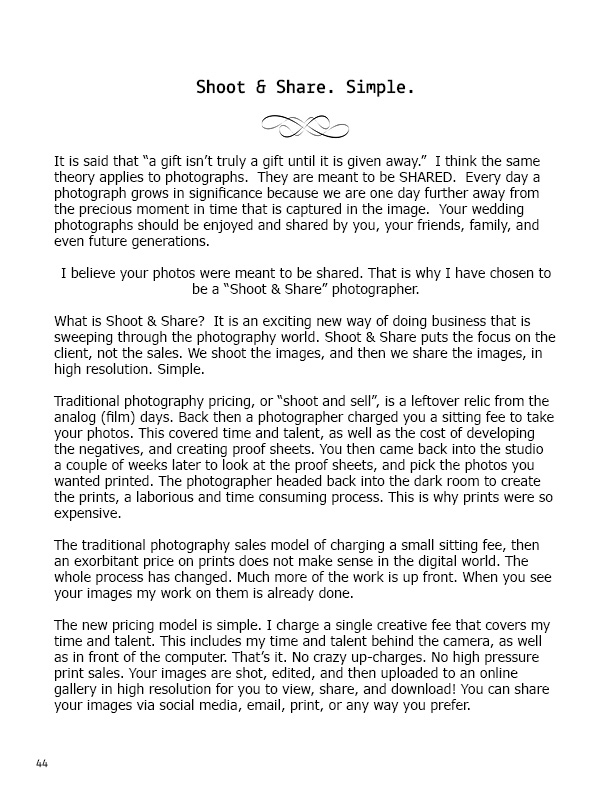 Shoot & Share. Simple.
It is said that “a gift isn’t truly a gift until it is given away.”  I think the same
theory applies to photographs.  They are meant to be SHARED.  Every day a
photograph grows in significance because we are one day further away from
the precious moment in time that is captured in the image.  Your wedding
photographs should be enjoyed and shared by you, your friends, family, and
even future generations.
I believe your photos were meant to be shared. That is why I have chosen to
be a “Shoot & Share” photographer.
What is Shoot & Share?  It is an exciting new way of doing business that is
sweeping through the photography world. Shoot & Share puts the focus on the
client, not the sales. We shoot the images, and then we share the images, in
high resolution. Simple.
Traditional photography pricing, or “shoot and sell”, is a leftover relic from the
analog (film) days. Back then a photographer charged you a sitting fee to take
your photos. This covered time and talent, as well as the cost of developing
the negatives, and creating proof sheets. You then came back into the studio
a couple of weeks later to look at the proof sheets, and pick the photos you
wanted printed. The photographer headed back into the dark room to create
the prints, a laborious and time consuming process. This is why prints were so
expensive.
The traditional photography sales model of charging a small sitting fee, then
an exorbitant price on prints does not make sense in the digital world. The
whole process has changed. Much more of the work is up front. When you see
your images my work on them is already done.
The new pricing model is simple. I charge a single creative fee that covers my
time and talent. This includes my time and talent behind the camera, as well
as in front of the computer. That’s it. No crazy up-charges. No high pressure
print sales. Your images are shot, edited, and then uploaded to an online
gallery in high resolution for you to view, share, and download! You can share
your images via social media, email, print, or any way you prefer.
44